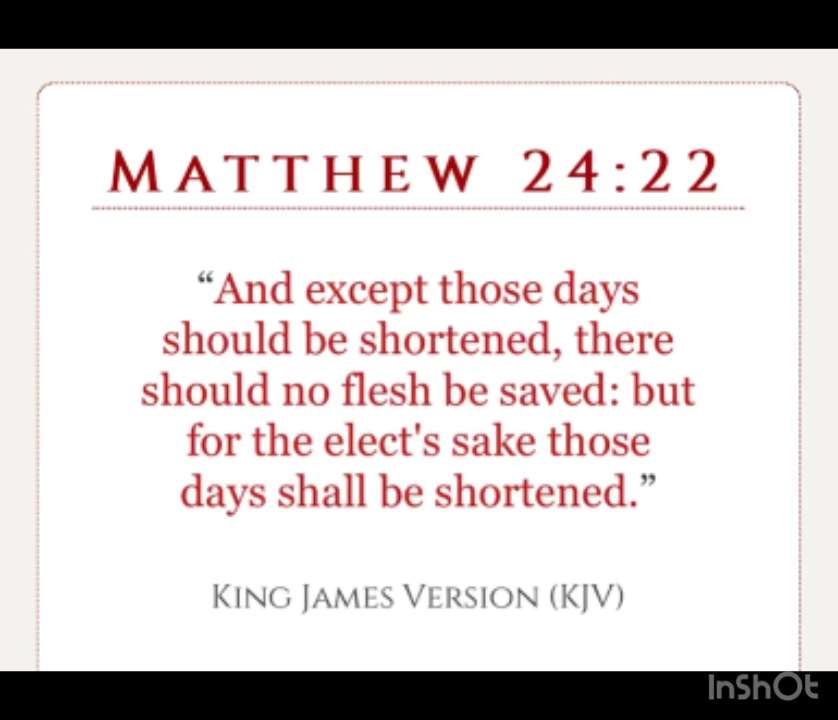 MATTHEW 24:22
“And except those days
should be shortened, there
should no flesh be saved: but
for the elect's sake those
days shall be shortened.”
KING JAMES VERSION (KJV)
InShOt